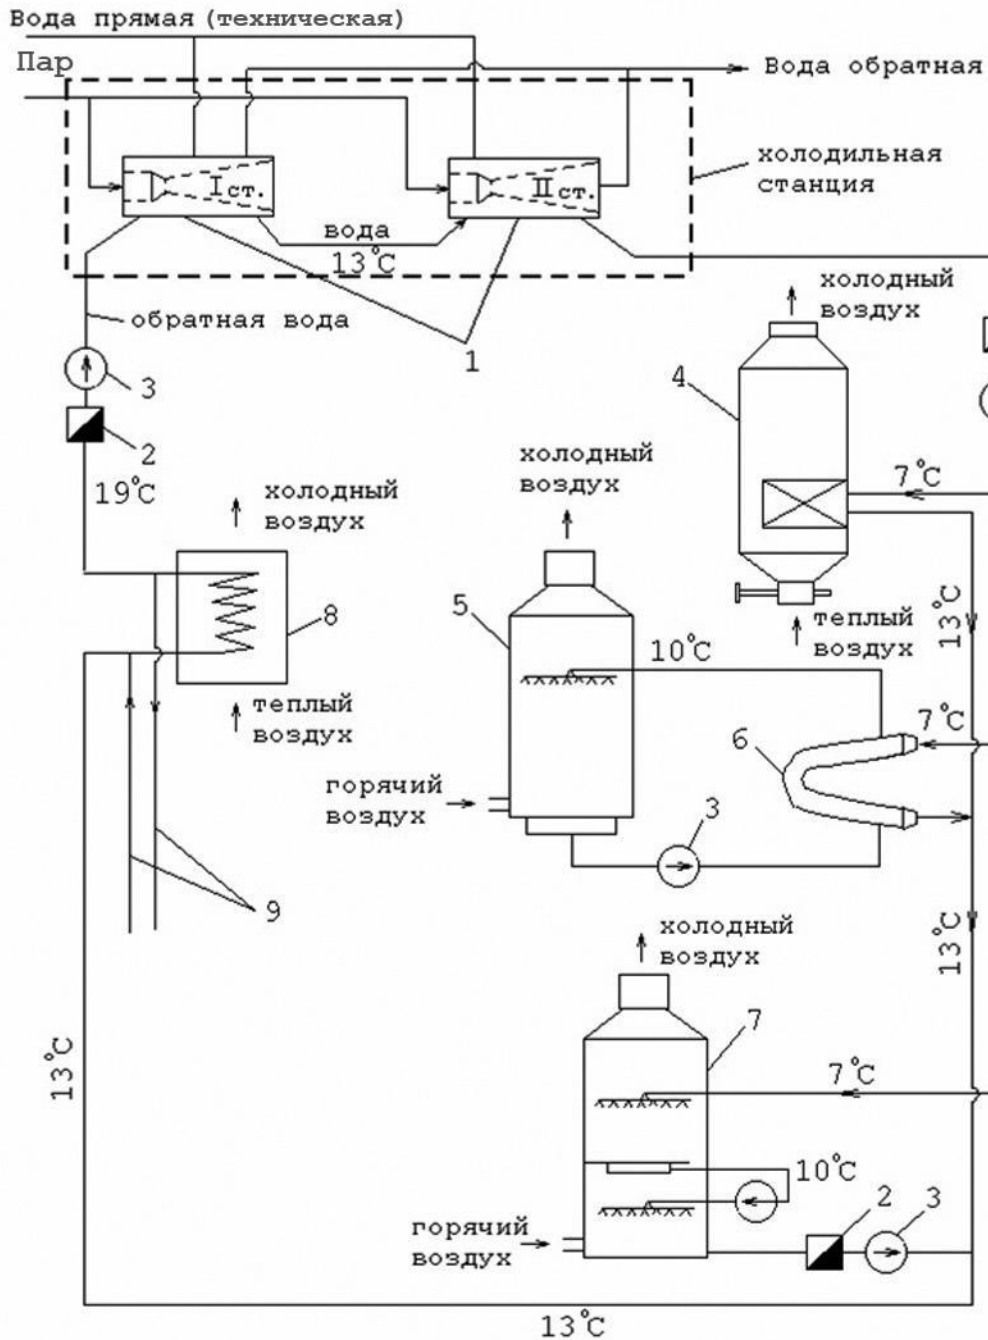 Вода прямая (техническая)
Пар
Вода обратная
холодильная
станция
Iст.
IIст.
вода
13°C
обратная вода
1
холодный
воздух
3
4
2
19°C
холодный
воздух
холодный
воздух
7°C
8
5
13°C
теплый
воздух
10°C
теплый
воздух
7°C
6
горячий
воздух
3
9
холодный
воздух
13°C
7
13°C
7°C
10°C
2
3
горячий
воздух
13°C